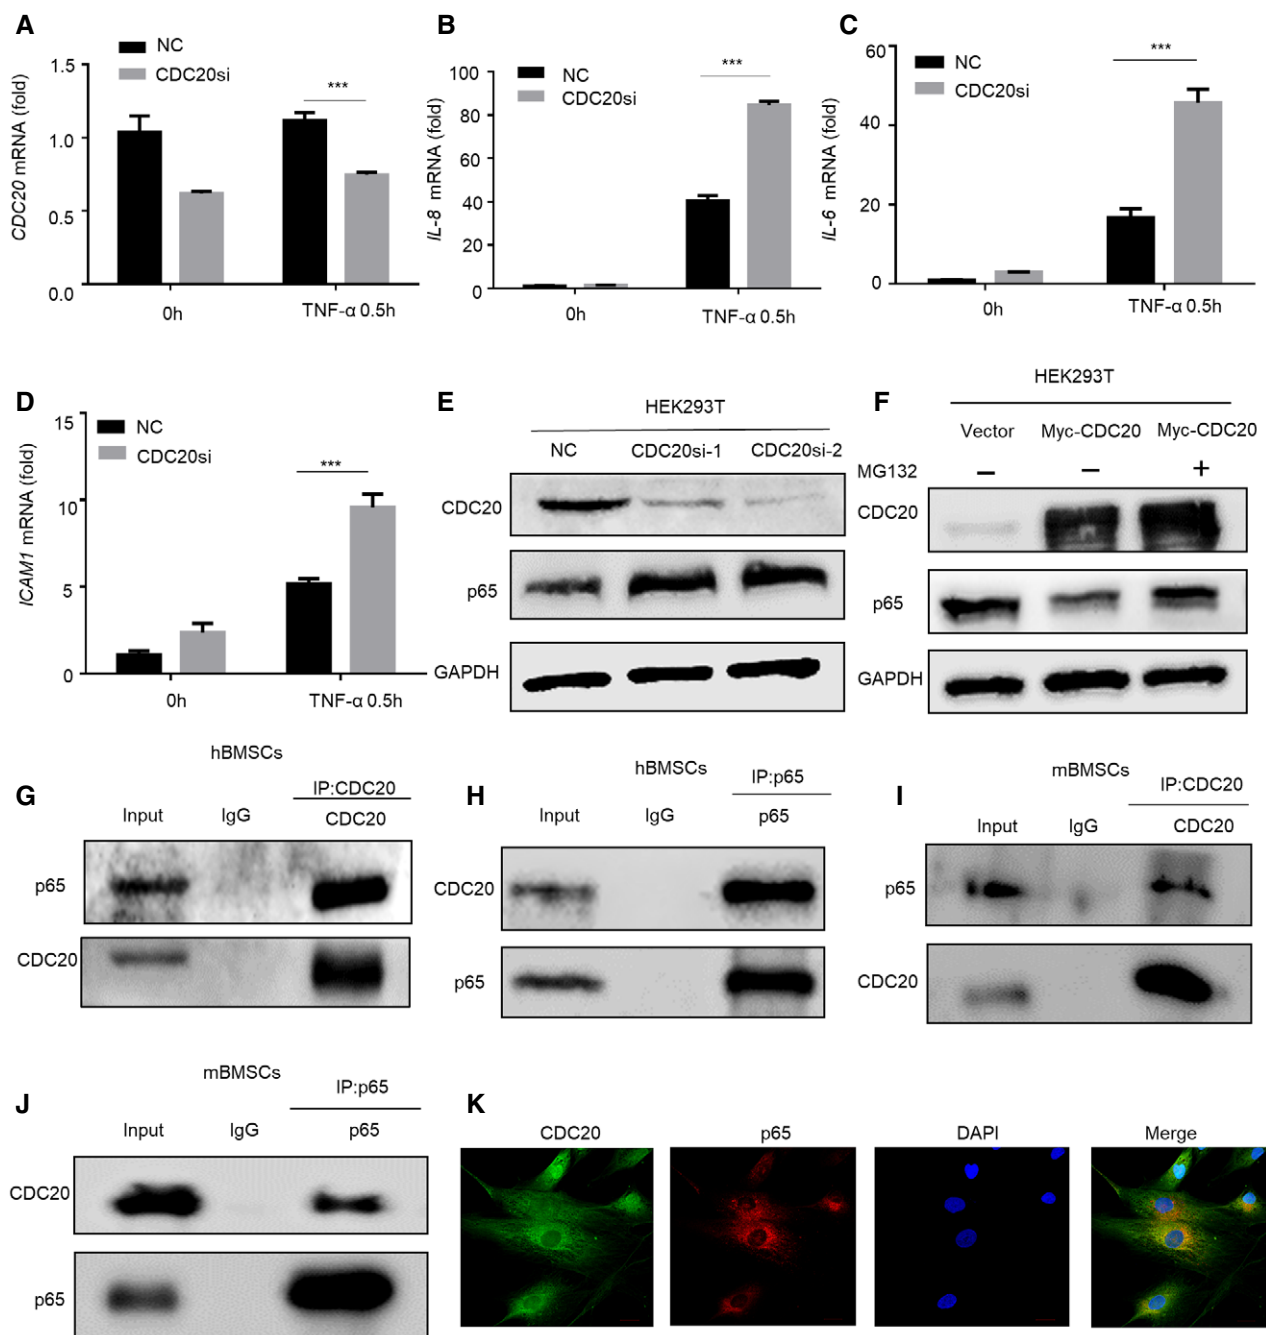 A
NC
CDC20si
CDC20 mRNA (fold)
1.5
1.0
0.5
0.0
***
0h
TNF-α 0.5h
B
NC
CDC20si
IL-8 mRNA (fold)
100
80
60
40
20
0
***
0h
TNF-α 0.5h
C
NC
CDC20si
IL-6 mRNA (fold)
60
40
20
0
***
0h
TNF-α 0.5h
D
NC
CDC20si
ICAM1 mRNA (fold)
15
10
5
0
***
0h
TNF-α 0.5h
E
HEK293T
NC CDC20si-1 CDC20si-2
CDC20
p65
GAPDH
F
HEK293T
Vector Myc-CDC20 Myc-CDC20
MG132 − − +
CDC20
p65
GAPDH
G
hBMSCs
IP:CDC20
Input IgG CDC20
p65
CDC20
H
hBMSCs
IP:p65
Input IgG p65
CDC20
p65
I
mBMSCs
IP:CDC20
Input IgG CDC20
p65
CDC20
J
mBMSCs
IP:p65
Input IgG p65
CDC20
p65
K
CDC20 p65 DAPI Merge